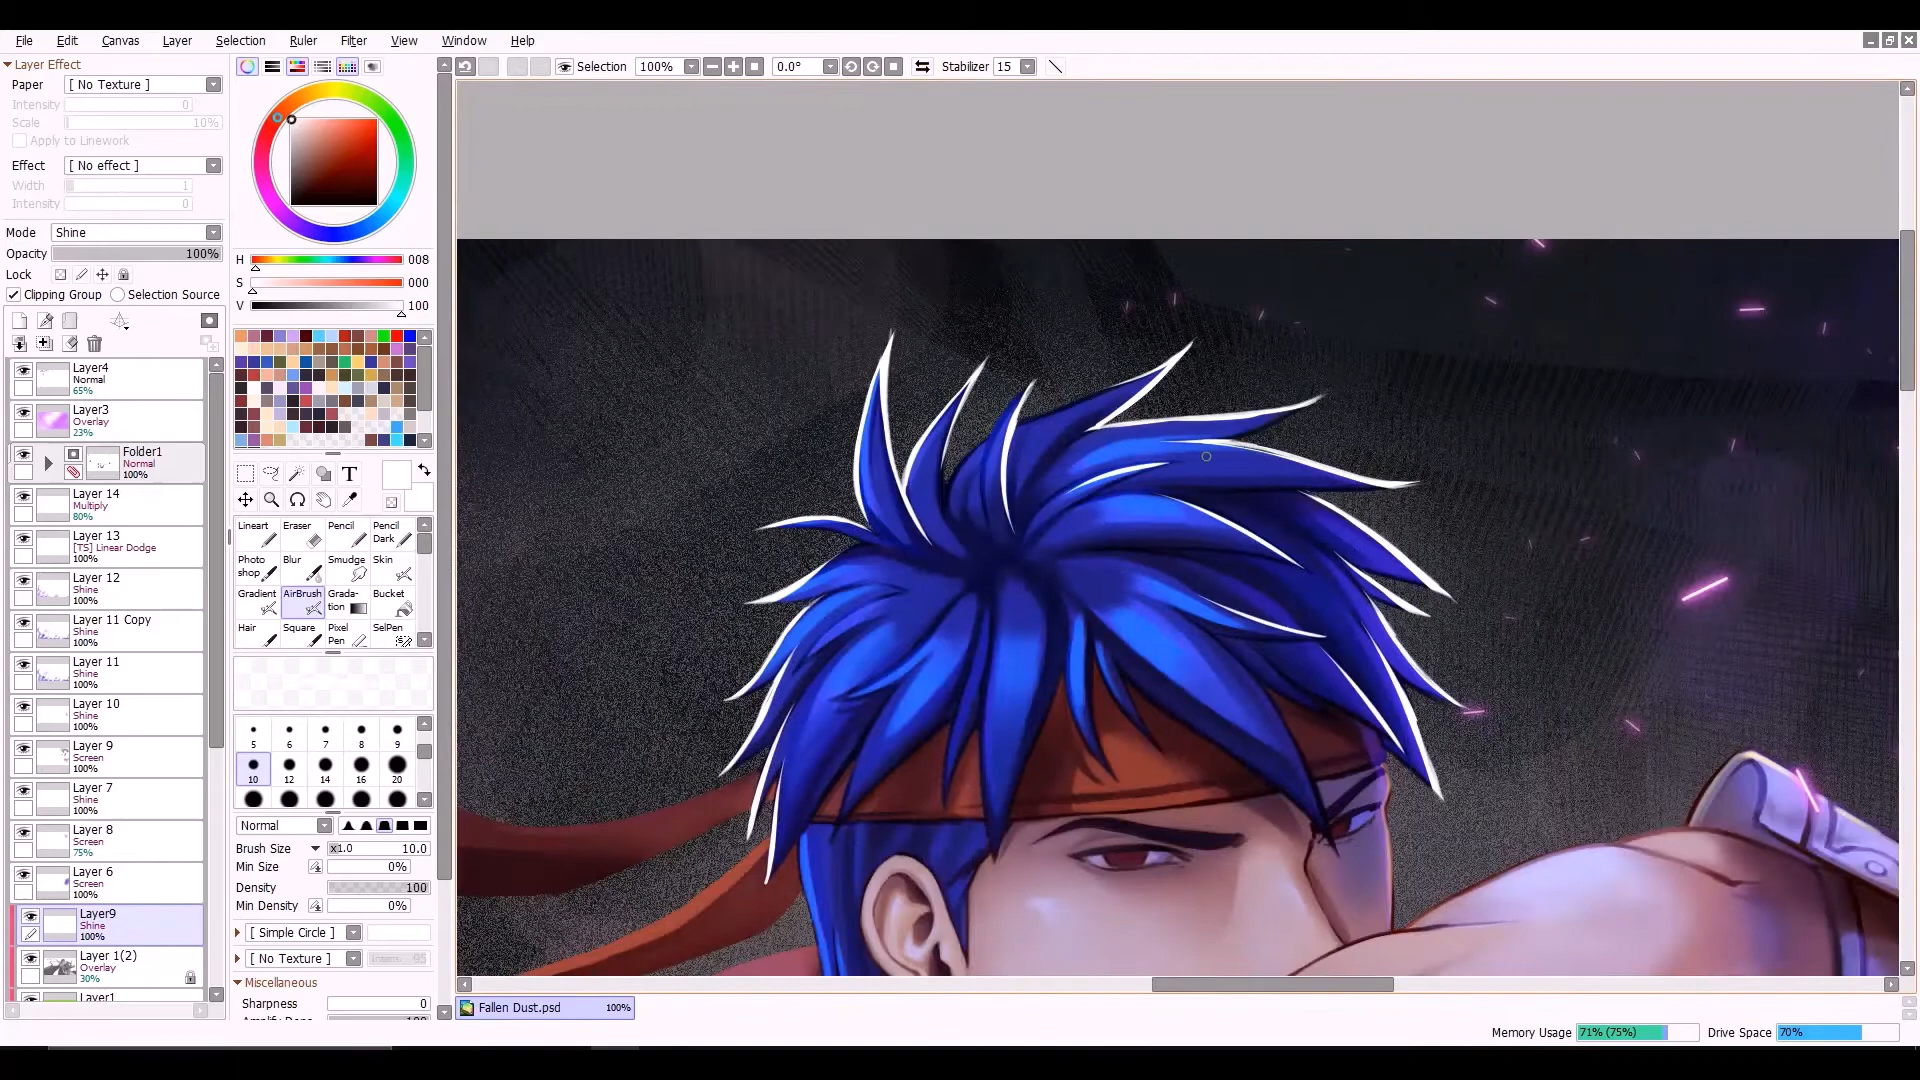 File Edit Canvas Layer Selection Ruler Filter View Window Help
Layer Effect
Paper [ No Texture ]
Intensity 0
Scale 10%
Apply to Linework
Effect [ No effect ]
Width 1
Intensity 0
Mode Shine
Opacity 100%
Lock
Clipping Group Selection Source
Layer4
Normal
65%
Layer3
Overlay
23%
Folder1
Normal
100%
Layer 14
Multiply
80%
Layer 13
[TS] Linear Dodge
100%
Layer 12
Shine
100%
Layer 11 Copy
Shine
100%
Layer 11
Shine
100%
Layer 10
Shine
100%
Layer 9
Screen
100%
Layer 7
Shine
100%
Layer 8
Screen
75%
Layer 6
Screen
100%
Layer9
Shine
100%
Layer 1(2)
Overlay
30%
Layer1
H 008
S 000
V 100
T
Lineart Eraser Pencil Pencil Dark
Photo shop Blur Smudge Skin
Gradient AirBrush Grada-tion Bucket
Hair Square Pixel Pen SelPen
5 6 7 8 9
10 12 14 16 20
Normal
Brush Size x1.0 10.0
Min Size 0%
Density 100
Min Density 0%
[ Simple Circle ]
[ No Texture ] Intens. 95
Miscellaneous
Sharpness 0
Selection 100% 0.0° Stabilizer 15
Fallen Dust.psd 100%
Memory Usage 71% (75%) Drive Space 70%